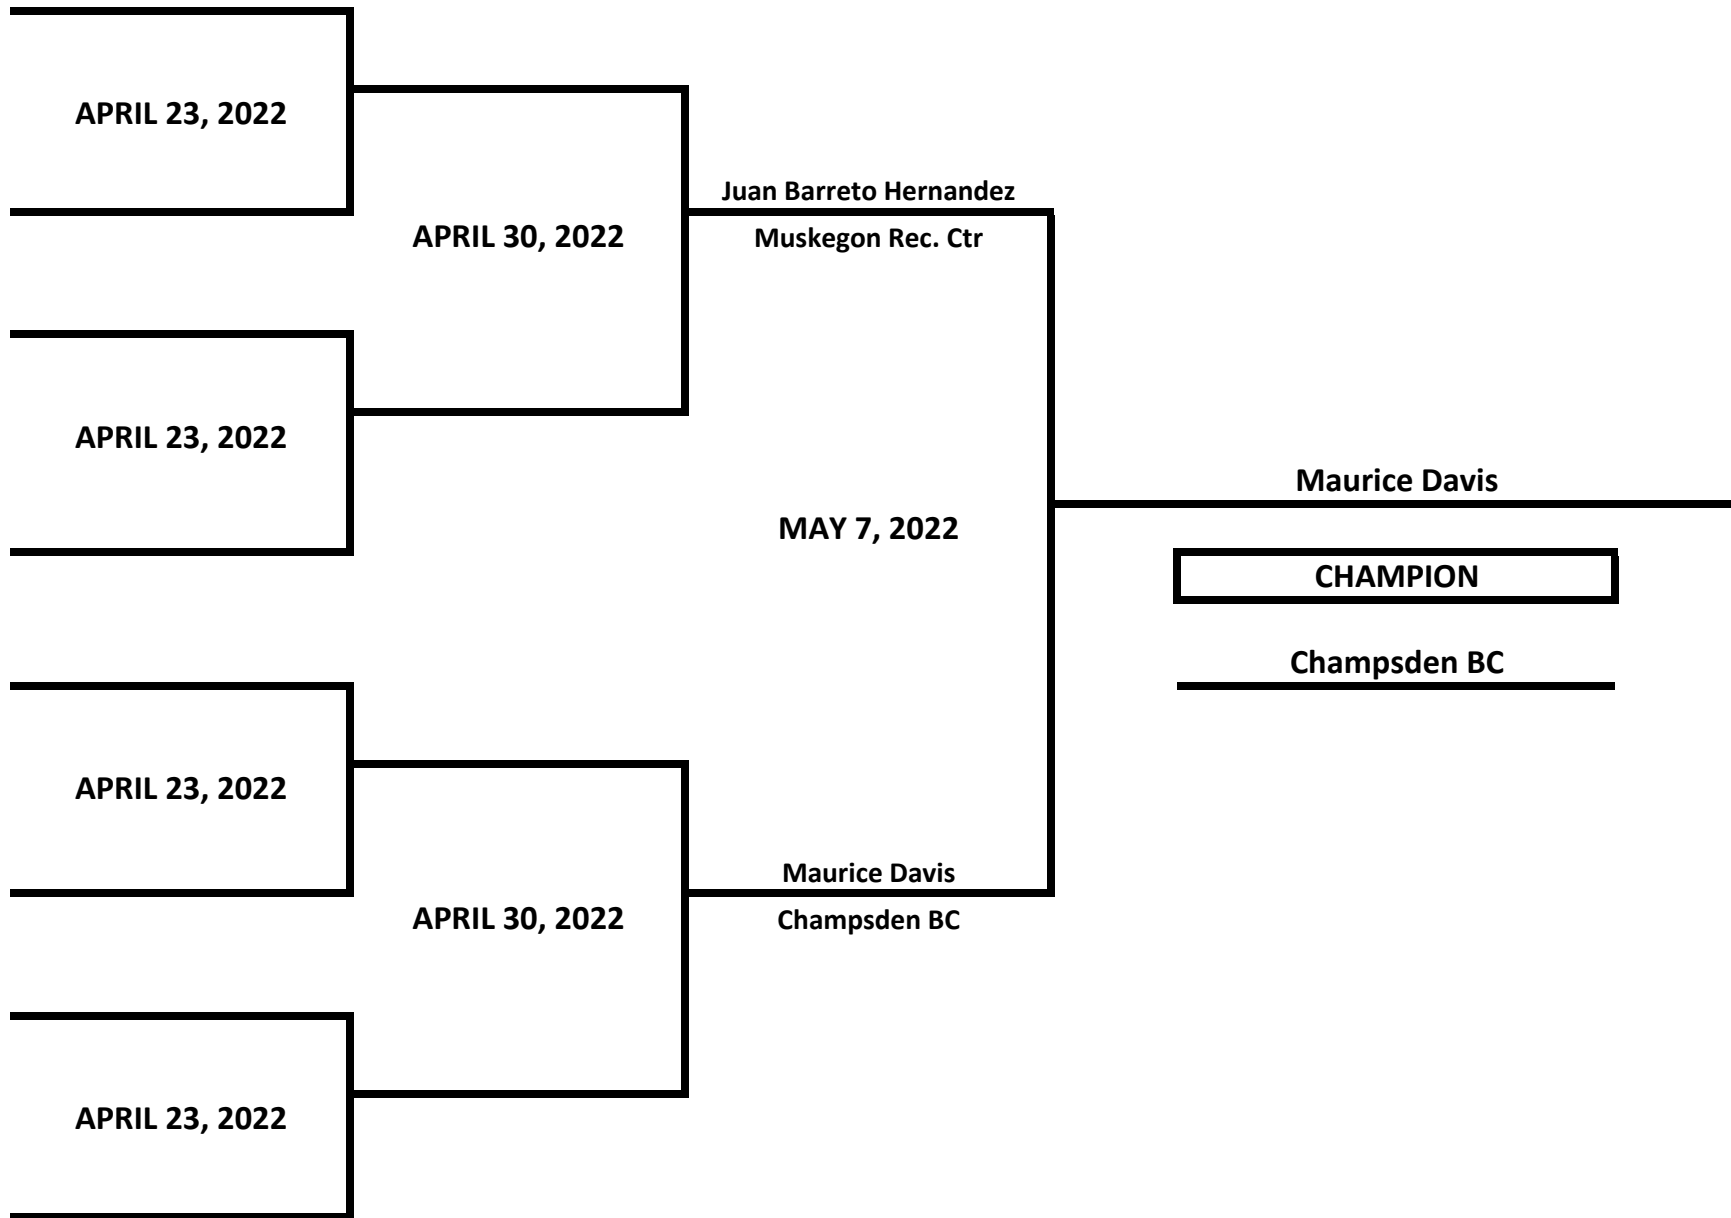 APRIL 23, 2022
Juan Barreto Hernandez
APRIL 30, 2022
Muskegon Rec. Ctr
APRIL 23, 2022
Maurice Davis
MAY 7, 2022
CHAMPION
Champsden BC
APRIL 23, 2022
Maurice Davis
APRIL 30, 2022
Champsden BC
APRIL 23, 2022